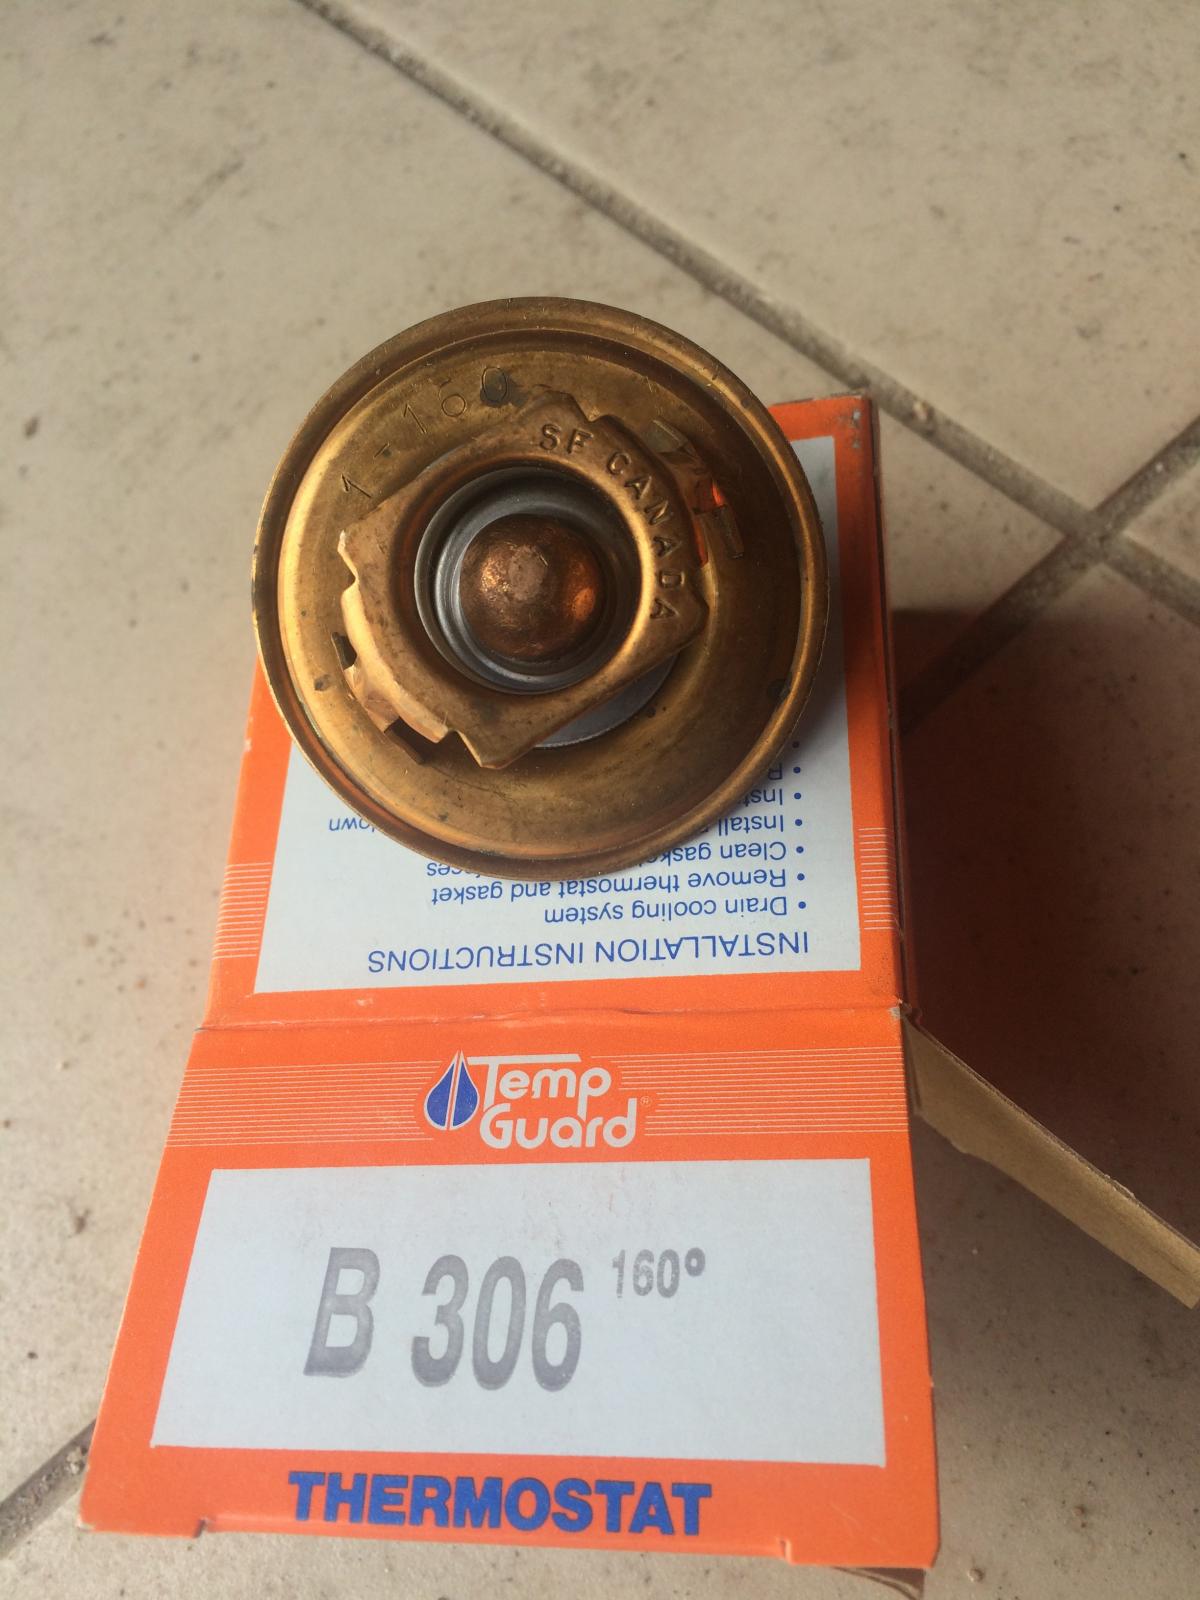 1-160
SF CANADA
INSTALLATION INSTRUCTIONS
• Drain cooling system
• Remove thermostat and gasket
• Clean
• Install
Temp
Guard®
B 306 160°
THERMOSTAT